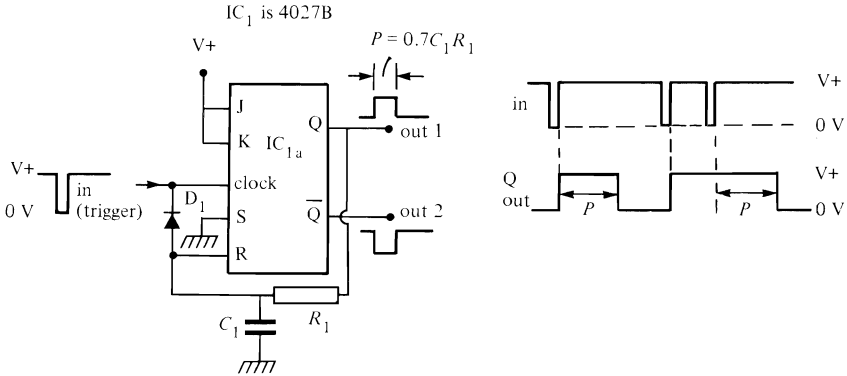 IC₁ is 4027B
P = 0.7C₁R₁
V+
J
K
IC₁ₐ
Q
out 1
clock
V+
0 V
in
(trigger)
D₁
S
R
Q̅
out 2
C₁
R₁
in
V+
0 V
Q
out
P
P
V+
0 V